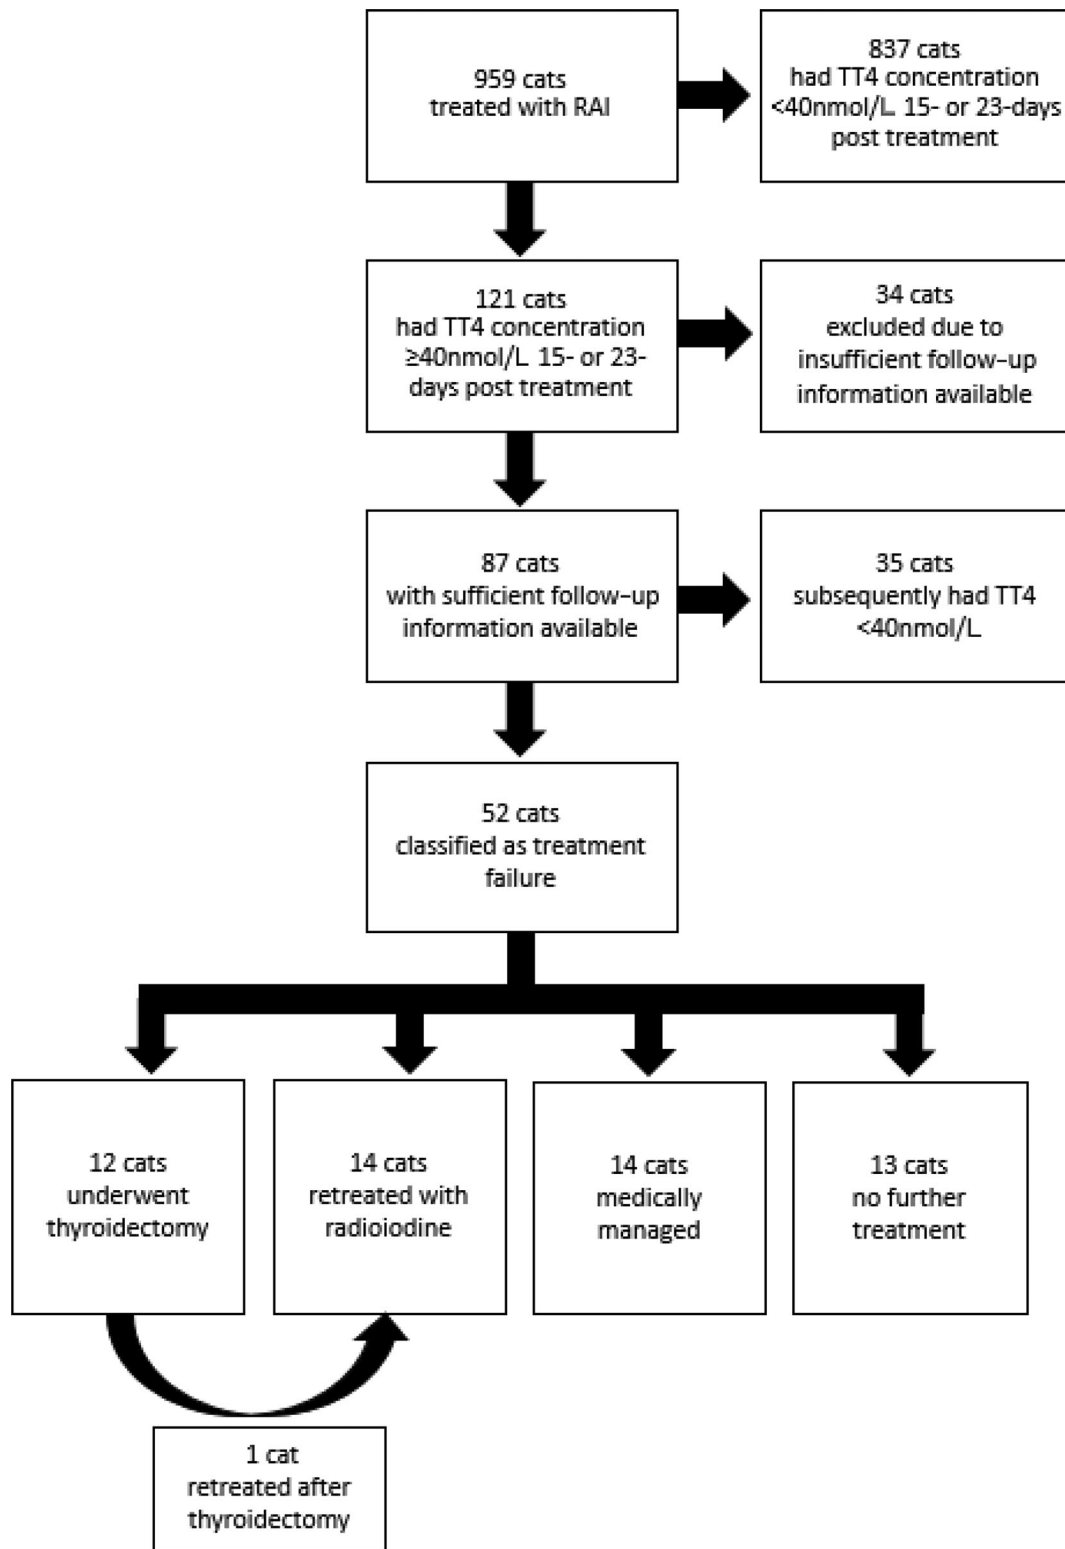 959 cats
treated with RAI
837 cats
had TT4 concentration
<40nmol/L 15- or 23-days
post treatment
121 cats
had TT4 concentration
≥40nmol/L 15- or 23-
days post treatment
34 cats
excluded due to
insufficient follow-up
information available
87 cats
with sufficient follow-up
information available
35 cats
subsequently had TT4
<40nmol/L
52 cats
classified as treatment
failure
12 cats
underwent
thyroidectomy
14 cats
retreated with
radioiodine
14 cats
medically
managed
13 cats
no further
treatment
1 cat
retreated after
thyroidectomy